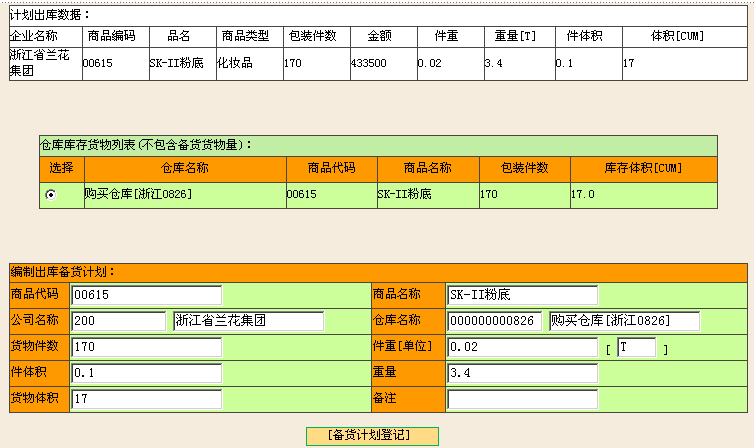 计划出库数据：
企业名称 商品编码 品名 商品类型 包装件数 金额 件重 重量[T] 件体积 体积[CUM]
浙江省兰花集团 00615 SK-II粉底 化妆品 170 433500 0.02 3.4 0.1 17
仓库库存货物列表(不包含备货货物量)：
选择 仓库名称 商品代码 商品名称 包装件数 库存体积[CUM]
购买仓库[浙江0826] 00615 SK-II粉底 170 17.0
编制出库备货计划：
商品代码 00615 商品名称 SK-II粉底
公司名称 200 浙江省兰花集团 仓库名称 000000000826 购买仓库[浙江0826]
货物件数 170 件重[单位] 0.02 [ T ]
件体积 0.1 重量 3.4
货物体积 17 备注
[备货计划登记]